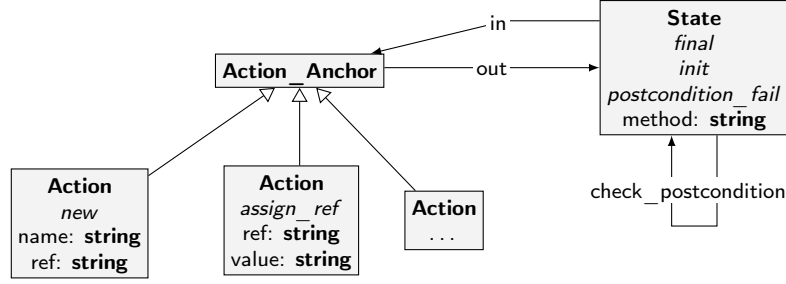 in
State
final
init
postcondition_fail
method: string
Action_Anchor
out
Action
new
name: string
ref: string
Action
assign_ref
ref: string
value: string
Action
...
check_postcondition